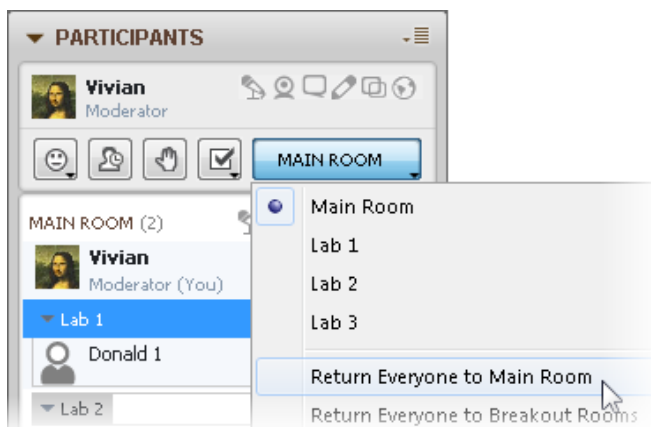 PARTICIPANTS
Vivian
Moderator
MAIN ROOM
MAIN ROOM (2)
Vivian
Moderator (You)
Lab 1
Donald 1
Lab 2
Main Room
Lab 1
Lab 2
Lab 3
Return Everyone to Main Room
Return Everyone to Breakout Rooms